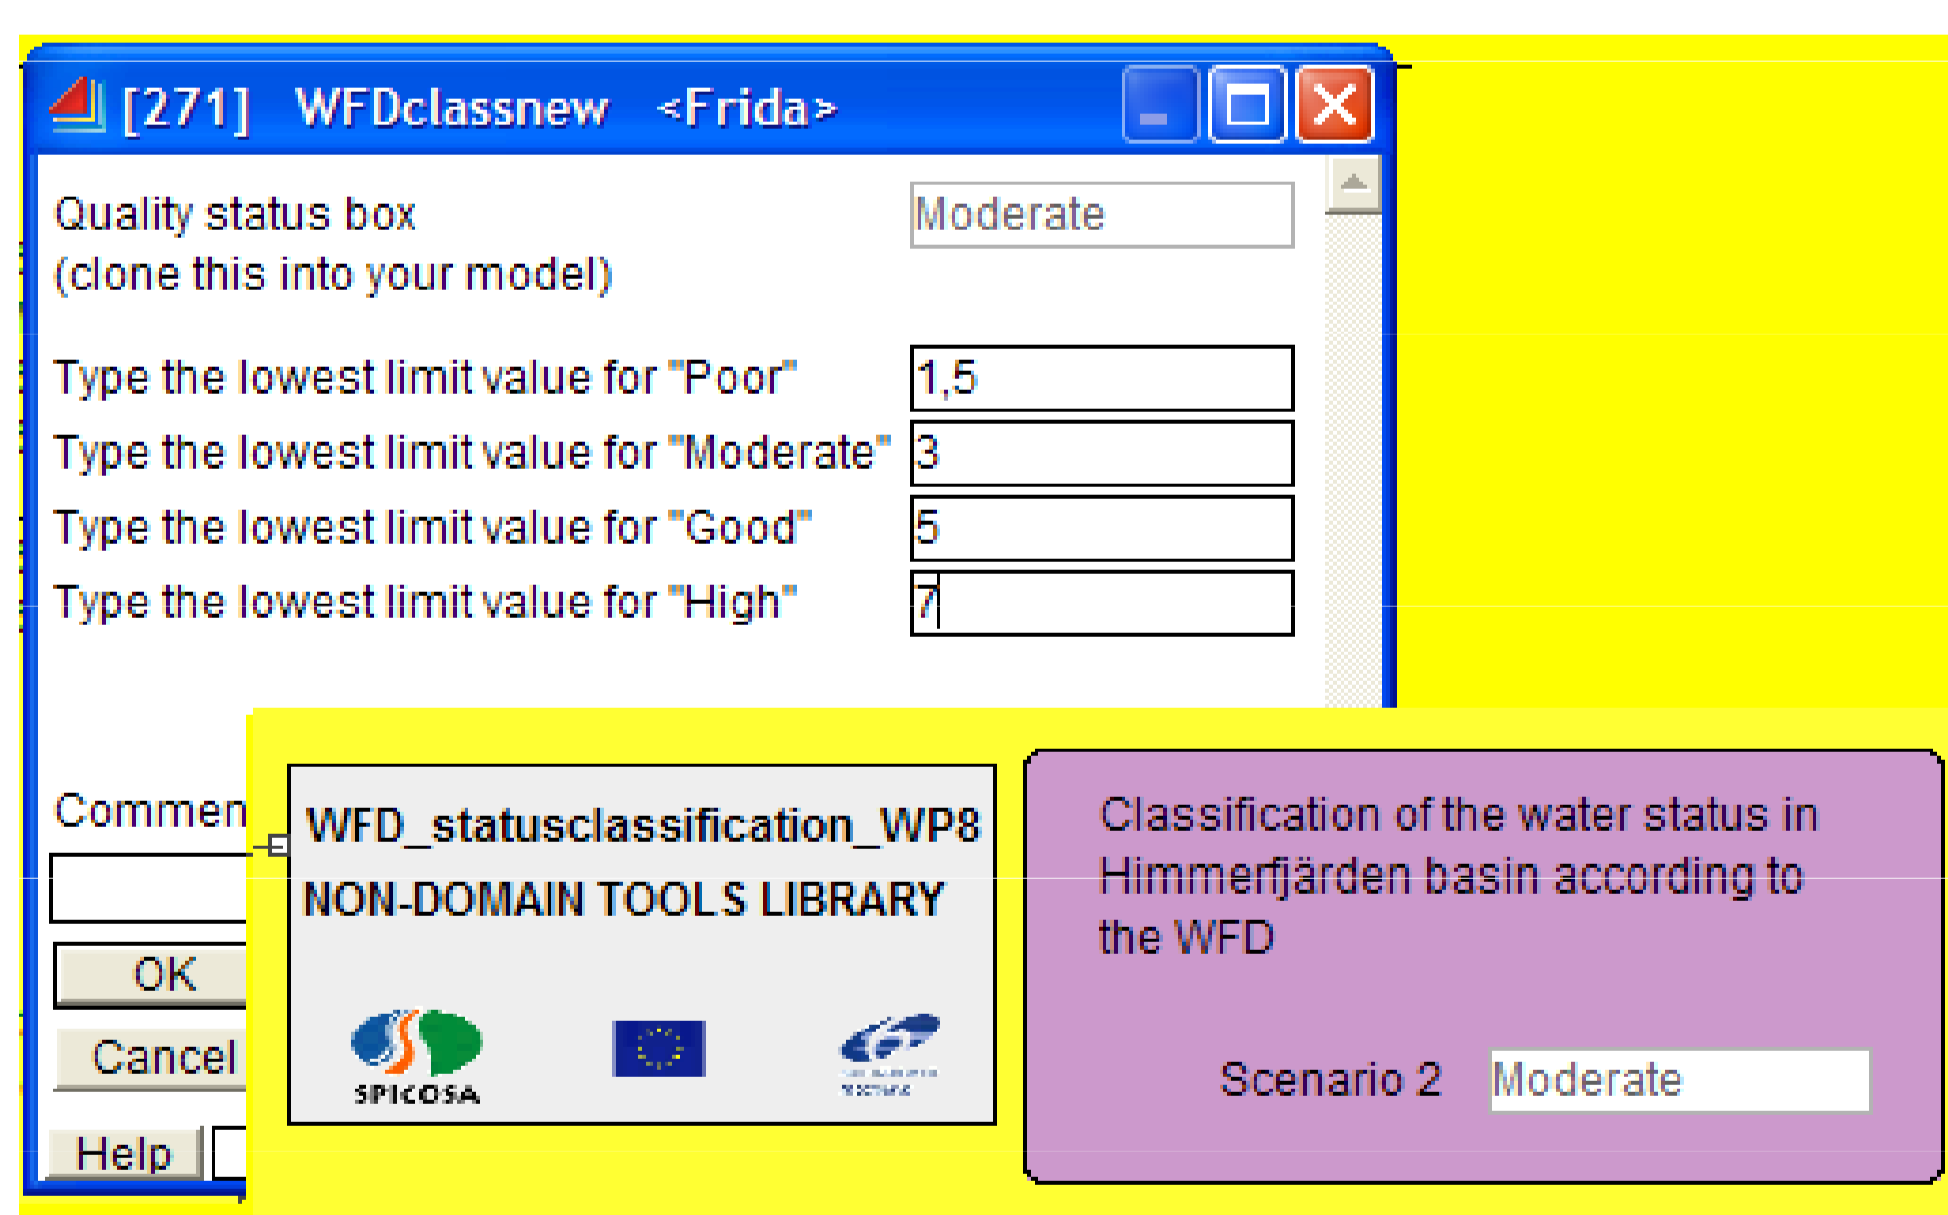 [271] WFDclassnew <Frida>
Quality status box Moderate
(clone this into your model)
Type the lowest limit value for "Poor" 1,5
Type the lowest limit value for "Moderate" 3
Type the lowest limit value for "Good" 5
Type the lowest limit value for "High" 7
Commen
OK
Cancel
Help
WFD_statusclassification_WP8
NON-DOMAIN TOOLS LIBRARY
SPICOSA
Classification of the water status in
Himmerfjärden basin according to
the WFD
Scenario 2 Moderate